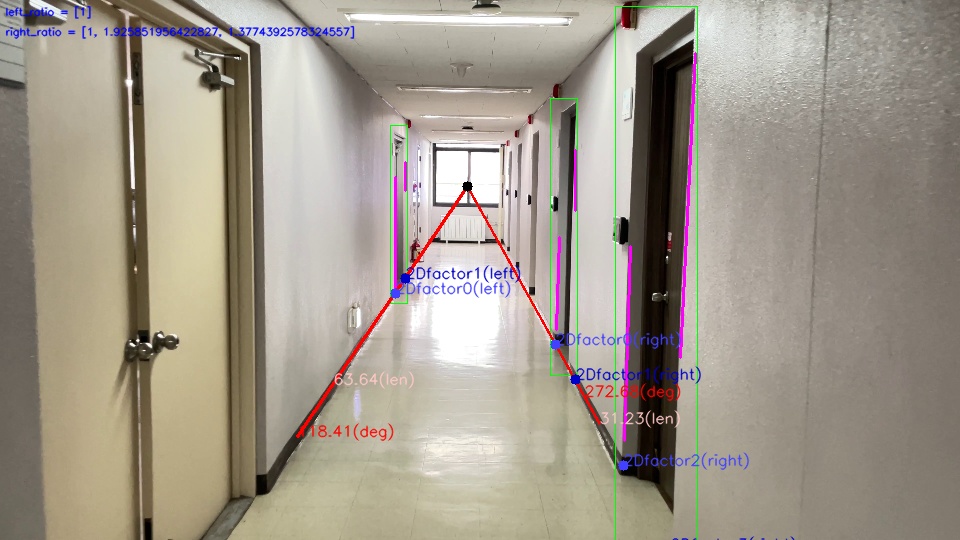 left_ratio = [1]
right_ratio = [1, 1.925851956422827, 1.3774392578324557]
2Dfactor1(left)
2Dfactor0(left)
2Dfactor0(right)
2Dfactor1(right)
63.64(len)
272.68(deg)
31.23(len)
18.41(deg)
2Dfactor2(right)